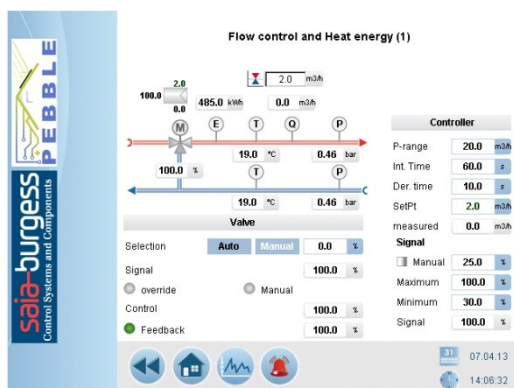 Flow control and Heat energy (1)
PEBBLE
saia-burgess
Control Systems and Components
2.0
2.0 m3/h
100.0
0.0
485.0 kWh
0.0 m3/h
M
E
T
Q
P
19.0 °C
0.46 bar
100.0 %
T
P
19.0 °C
0.46 bar
Valve
Selection Auto Manual 0.0 %
Signal 100.0 %
override Manual
Control 100.0 %
Feedback 100.0 %
Controller
P-range 20.0 m3/h
Int. Time 60.0 s
Der. time 10.0 s
SetPt 2.0 m3/h
measured 0.0 m3/h
Signal
Manual 25.0 %
Maximum 100.0 %
Minimum 30.0 %
Signal 100.0 %
31 07.04.13
14:06:32